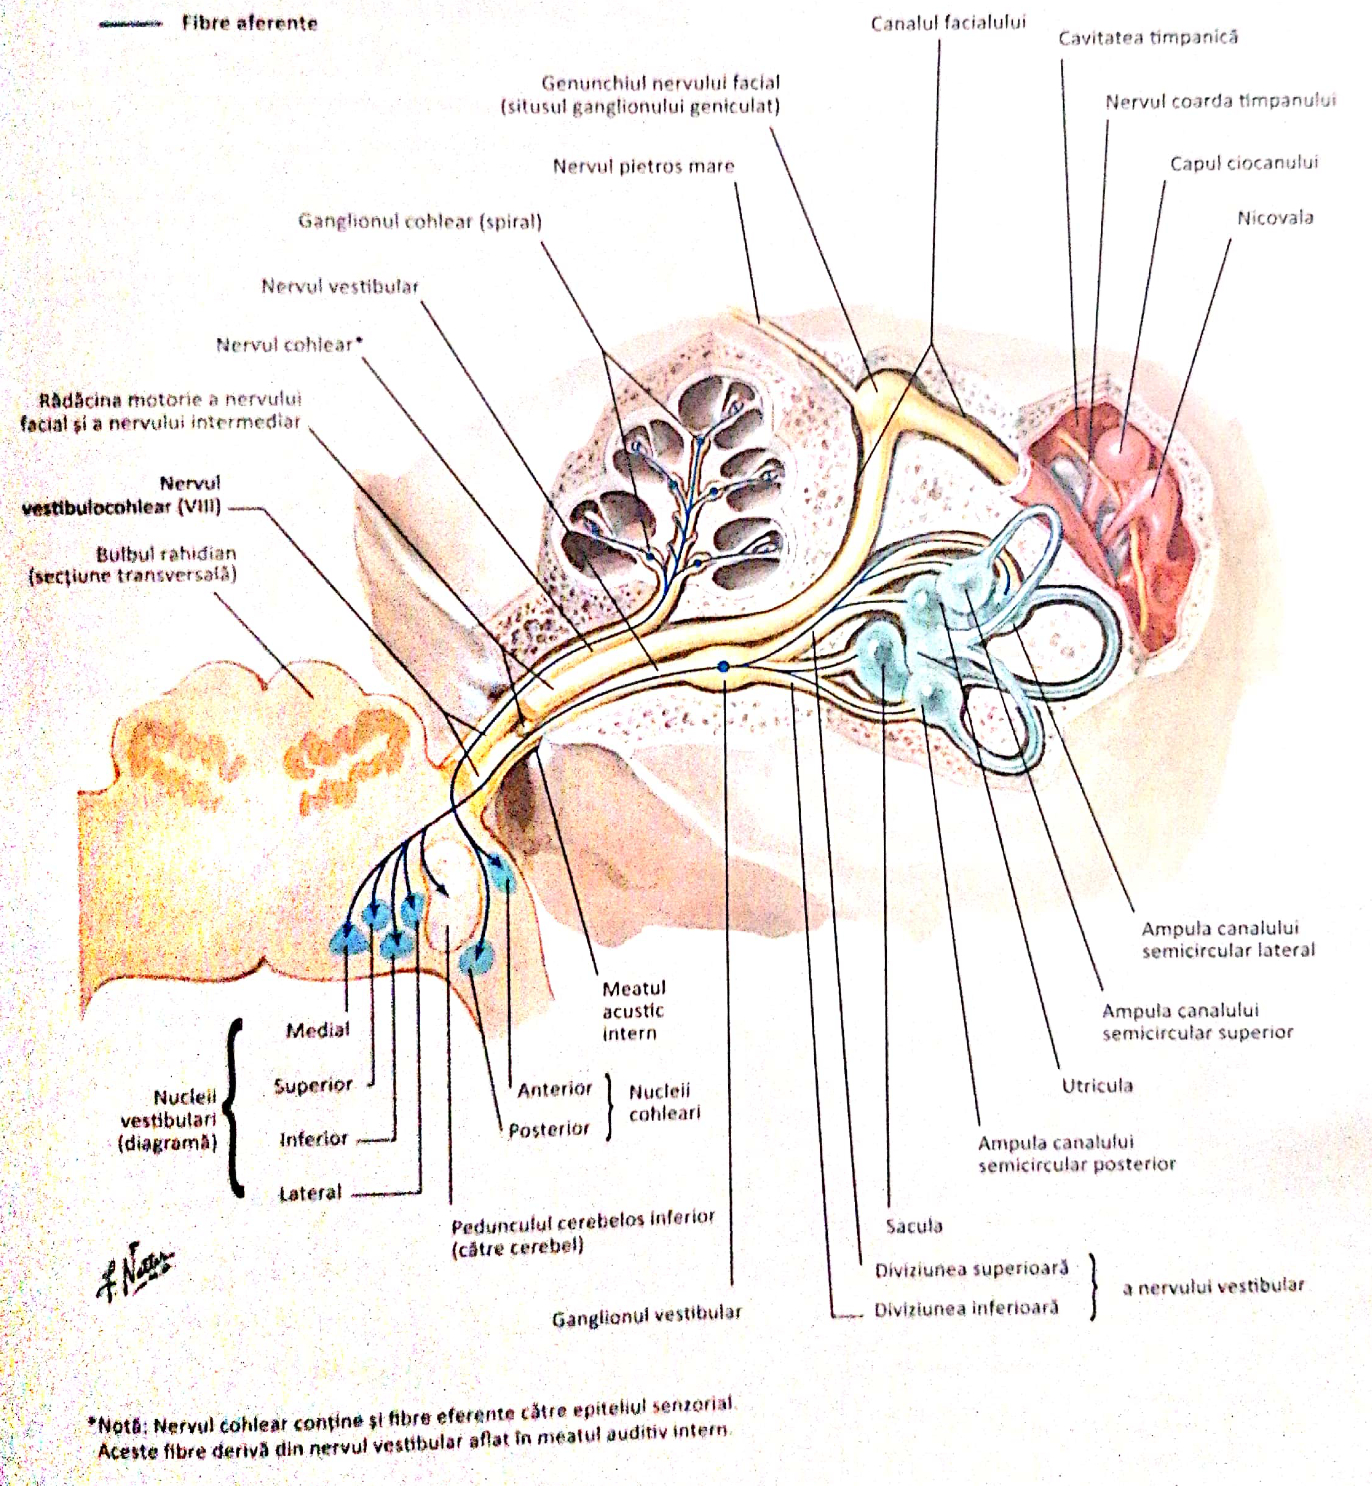 Fibre aferente
Canalul facialului
Cavitatea timpanică
Genunchiul nervului facial
(situsul ganglionului geniculat)
Nervul coarda timpanului
Nervul pietros mare
Capul ciocanului
Ganglionul cohlear (spiral)
Nicovala
Nervul vestibular
Nervul cohlear*
Rădăcina motorie a nervului
facial și a nervului intermediar
Nervul
vestibulocohlear (VIII)
Bulbul rahidian
(secțiune transversală)
Ampula canalului
semicircular lateral
Meatul
acustic
intern
Ampula canalului
semicircular superior
Medial
Superior
Inferior
Lateral
Nucleii
vestibulari
(diagramă)
Anterior
Posterior
Nucleii
cohleari
Utricula
Ampula canalului
semicircular posterior
Pedunculul cerebelos inferior
(către cerebel)
Sacula
Diviziunea superioară
Diviziunea inferioară
a nervului vestibular
Ganglionul vestibular
F. Netter
*Notă: Nervul cohlear conține și fibre eferente către epiteliul senzorial.
Aceste fibre derivă din nervul vestibular aflat în meatul auditiv intern.